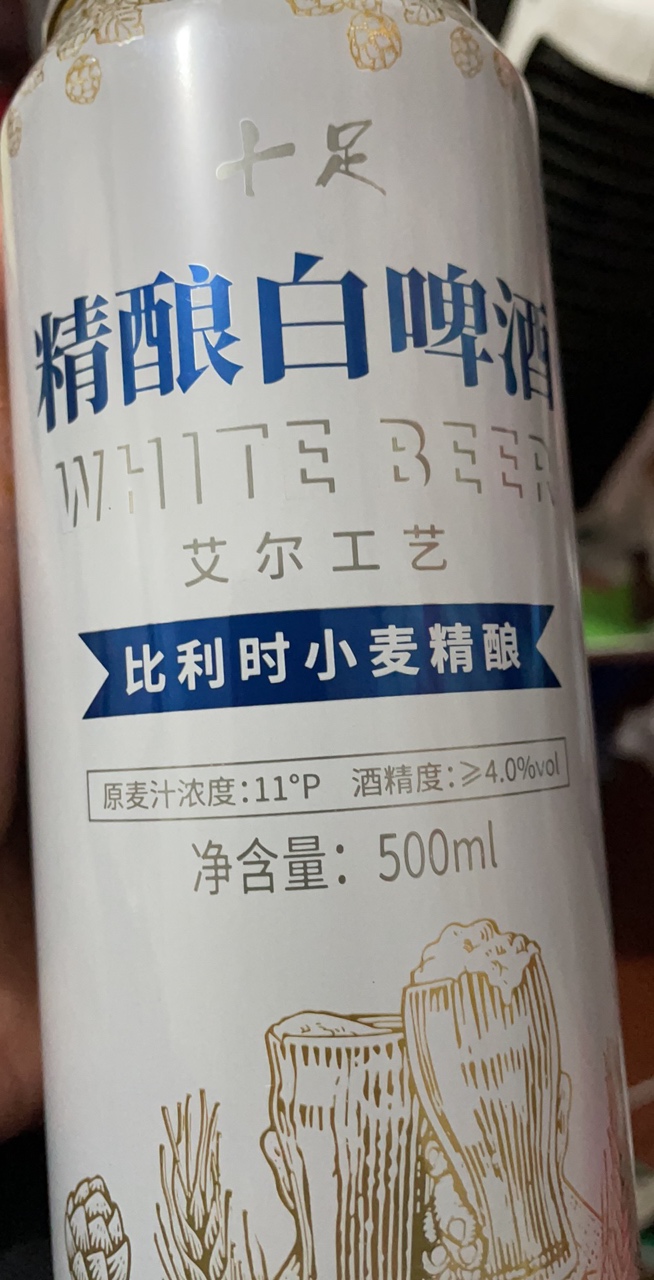 十足
精酿白啤酒
WHITE BEER
艾尔工艺
比利时小麦精酿
原麦汁浓度:11°P 酒精度:≥4.0%vol
净含量: 500ml